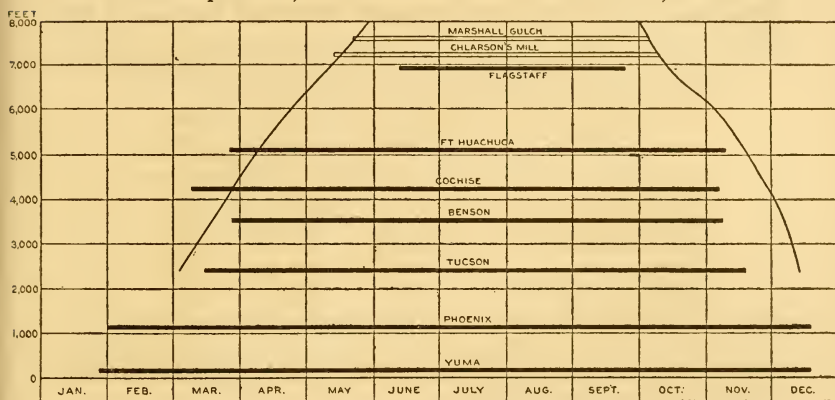 FEET
8,000
MARSHALL GULCH
CHLARSON'S MILL
7,000
FLAGSTAFF
6,000
FT HUACHUCA
5,000
COCHISE
4,000
BENSON
3,000
TUCSON
2,000
PHOENIX
1,000
YUMA
0
JAN. FEB. MAR. APR. MAY JUNE JULY AUG. SEPT. OCT. NOV. DEC.